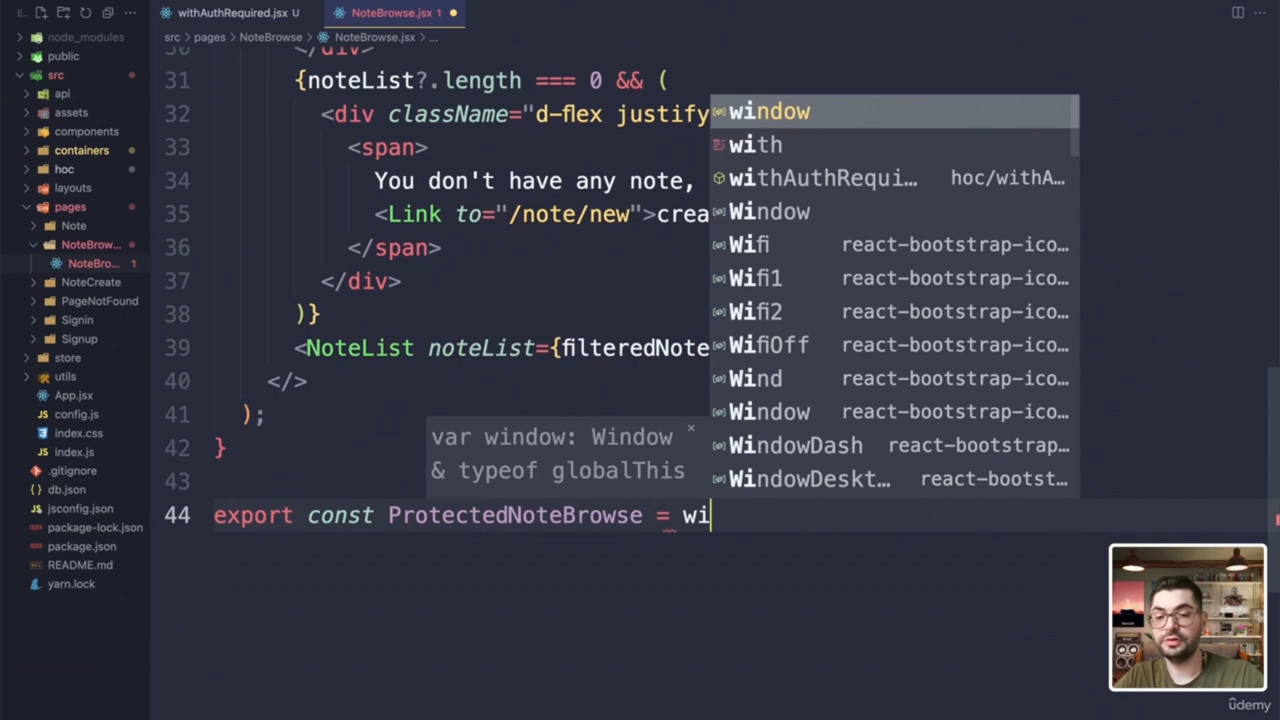 E... 
withAuthRequired.jsx U
NoteBrowse.jsx 1
src > pages > NoteBrowse > NoteBrowse.jsx > ...
node_modules
public
src
api
assets
components
containers
hoc
layouts
pages
Note
NoteBrow...
NoteBro... 1
NoteCreate
PageNotFound
Signin
Signup
store
utils
App.jsx
config.js
index.css
index.js
.gitignore
db.json
jsconfig.json
package-lock.json
package.json
README.md
yarn.lock
30 </div>
31 {noteList?.length === 0 && (
32 <div className="d-flex justify
33 <span>
34 You don't have any note,
35 <Link to="/note/new">crea
36 </span>
37 </div>
38 )}
39 <NoteList noteList={filteredNote
40 </>
41 );
42 }
43
44 export const ProtectedNoteBrowse = wi
window
with
withAuthRequi... hoc/withA...
Window
Wifi react-bootstrap-ico...
Wifi1 react-bootstrap-ico...
Wifi2 react-bootstrap-ico...
WifiOff react-bootstrap-ico...
Wind react-bootstrap-ico...
Window react-bootstrap-ico...
WindowDash react-bootstrap...
WindowDeskt... react-bootst...
var window: Window
& typeof globalThis
ûdemy